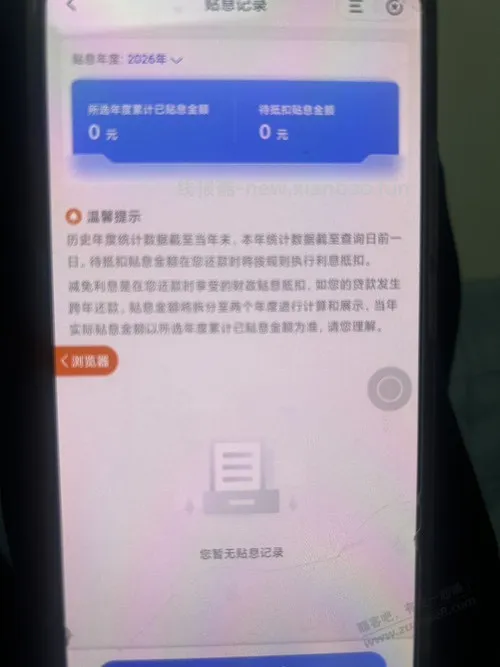 贴息记录
贴息年度: 2026年
所选年度累计已贴息金额
待抵扣贴息金额
0 元
0 元
温馨提示
历史年度统计数据截至当年末，本年统计数据截至查询日前一
日。待抵扣贴息金额在您还款时将按规则执行利息抵扣。
减免利息是在您还款时享受的财政贴息抵扣，如您的贷款发生
跨年还款，贴息金额将拆分至两个年度进行计算和展示，当年
实际贴息金额以所选年度累计已贴息金额为准，请您理解。
浏览器
您暂无贴息记录